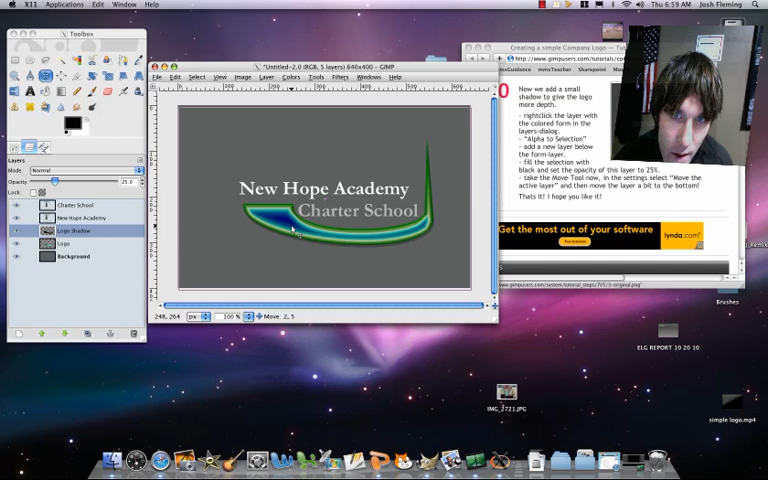 X11 Applications Edit Window Help
Thu 6:59 AM Josh Fleming
Toolbox
Layers
Mode: Normal
Opacity 25.0
Lock:
Charter School
New Hope Academy
Logo Shadow
Logo
Background
*Untitled-2.0 (RGB, 5 layers) 640x400 – GIMP
File Edit Select View Image Layer Colors Tools Filters Windows Help
New Hope Academy
Charter School
248, 264 px 100 % Move: 2, 5
Creating a simple Company Logo — Tu
http://www.gimpusers.com/tutorials/co
msGuidance mmsTeacher Sharepoint
0
Now we add a small
shadow to give the logo
more depth.
- rightclick the layer with
the colored form in the
layers-dialog.
- "Alpha to Selection"
- add a new layer below
the form-layer.
- fill the selection with
black and set the opacity of this layer to 25%.
- take the Move-Tool now, in the settings select "Move the
active layer" and then move the layer a bit to the bottom!
Thats it! I hope you like it!
Get the most out of your software
lynda.com
Brushes
ELG REPORT 10 20 10
IMG_2721.JPG
simple logo.mp4